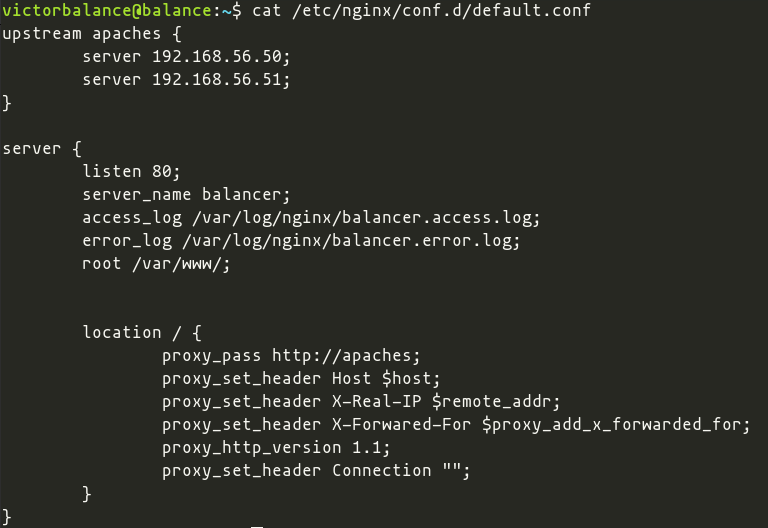 victorbalance@balance:~$ cat /etc/nginx/conf.d/default.conf
upstream apaches {
        server 192.168.56.50;
        server 192.168.56.51;
}

server {
        listen 80;
        server_name balancer;
        access_log /var/log/nginx/balancer.access.log;
        error_log /var/log/nginx/balancer.error.log;
        root /var/www/;


        location / {
                proxy_pass http://apaches;
                proxy_set_header Host $host;
                proxy_set_header X-Real-IP $remote_addr;
                proxy_set_header X-Forwared-For $proxy_add_x_forwarded_for;
                proxy_http_version 1.1;
                proxy_set_header Connection "";
        }
}